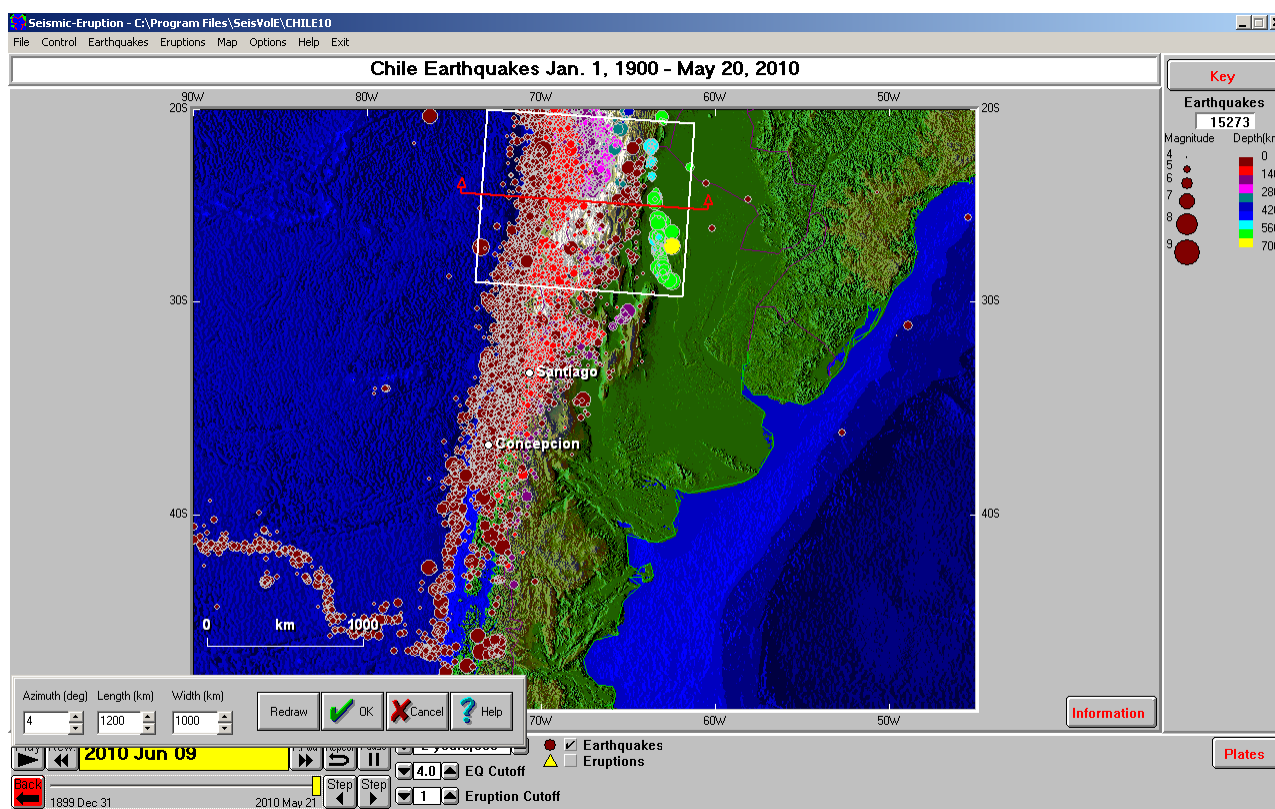 Seismic-Eruption - C:\Program Files\SeisVolE\CHILE10
File Control Earthquakes Eruptions Map Options Help Exit
Chile Earthquakes Jan. 1, 1900 - May 20, 2010
Key
90W 80W 70W 60W 50W
20S 20S
Earthquakes
15273
Magnitude Depth(km
4 0
5 140
6 280
7 420
8 560
9 700
30S 30S
Santiago
Concepcion
40S 40S
0 km 1000
70W 60W 50W
Azimuth (deg) Length (km) Width (km)
4 1200 1000 Redraw OK Cancel ? Help
Information
2010 Jun 09
Earthquakes
Eruptions
Plates
4.0 EQ Cutoff
Back Step Step
1899 Dec 31 2010 May 21
1 Eruption Cutoff